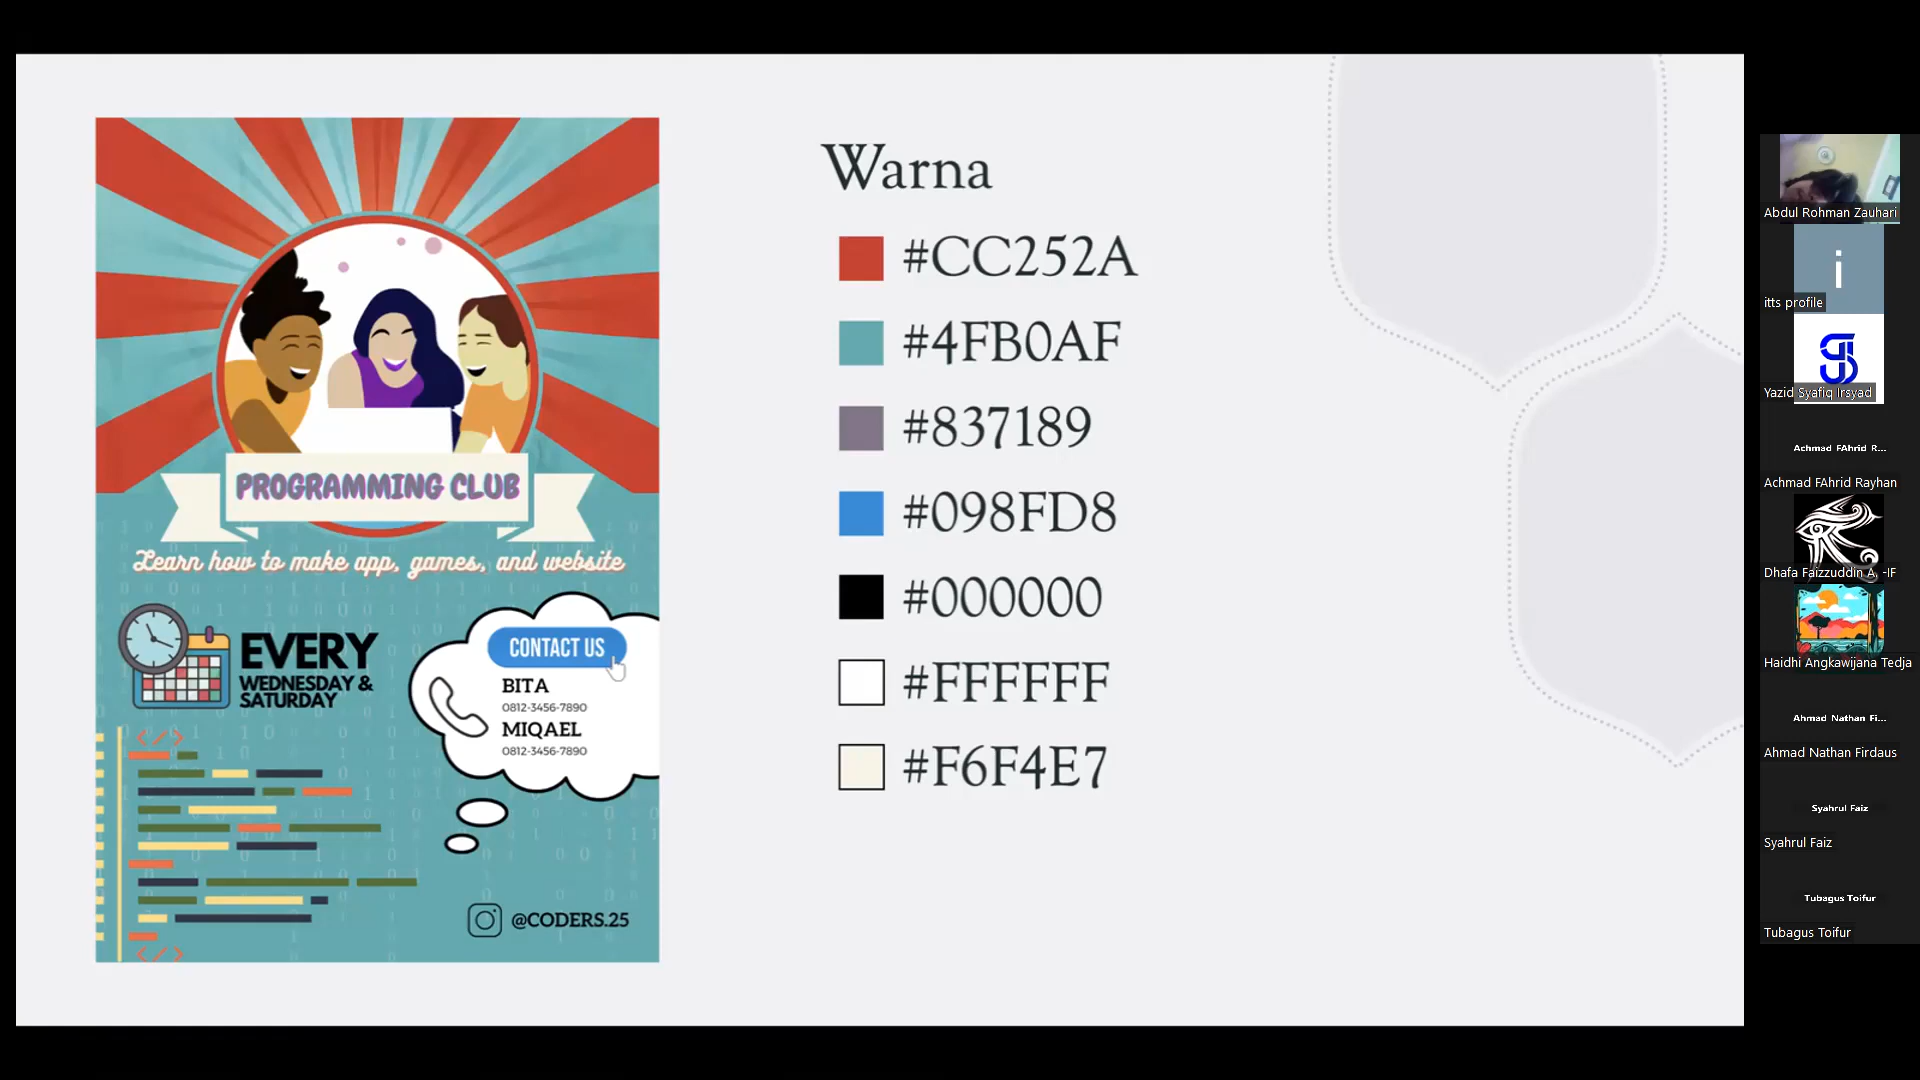 PROGRAMMING CLUB
Learn how to make app, games, and website
EVERY
WEDNESDAY &
SATURDAY
CONTACT US
BITA
0812-3456-7890
MIQAEL
0812-3456-7890
@CODERS.25
Warna
#CC252A
#4FB0AF
#837189
#098FD8
#000000
#FFFFFF
#F6F4E7
Abdul Rohman Zauhari
i
itts profile
Yazid Syafiq Irsyad
Achmad FAhrid R...
Achmad FAhrid Rayhan
Dhafa Faizzuddin A. -IF
Haidhi Angkawijana Tedja
Ahmad Nathan Fi...
Ahmad Nathan Firdaus
Syahrul Faiz
Syahrul Faiz
Tubagus Toifur
Tubagus Toifur